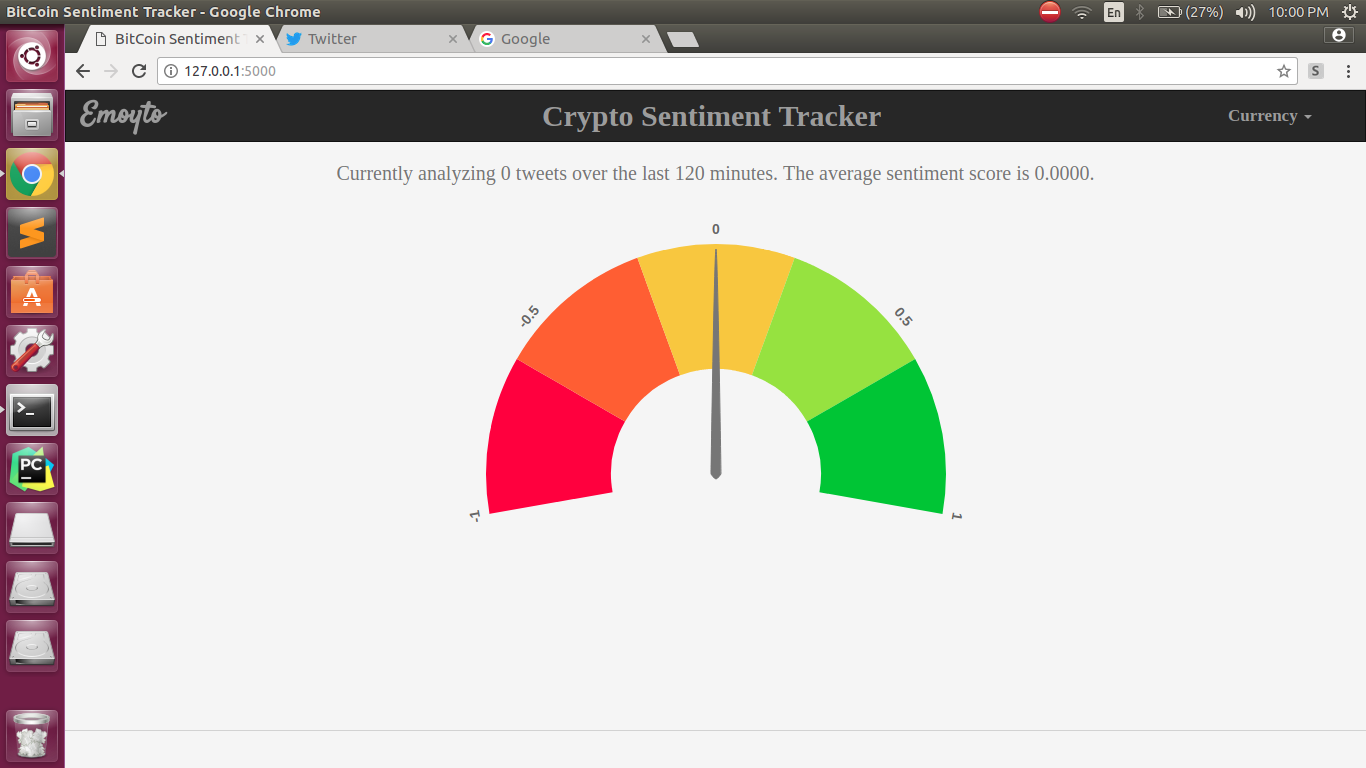 BitCoin Sentiment Tracker - Google Chrome
En
(27%)
10:00 PM
BitCoin Sentiment
Twitter
Google
127.0.0.1:5000
S
Emoyto
Crypto Sentiment Tracker
Currency
Currently analyzing 0 tweets over the last 120 minutes. The average sentiment score is 0.0000.
0
-0.5
0.5
-1
1
A
>_
PC